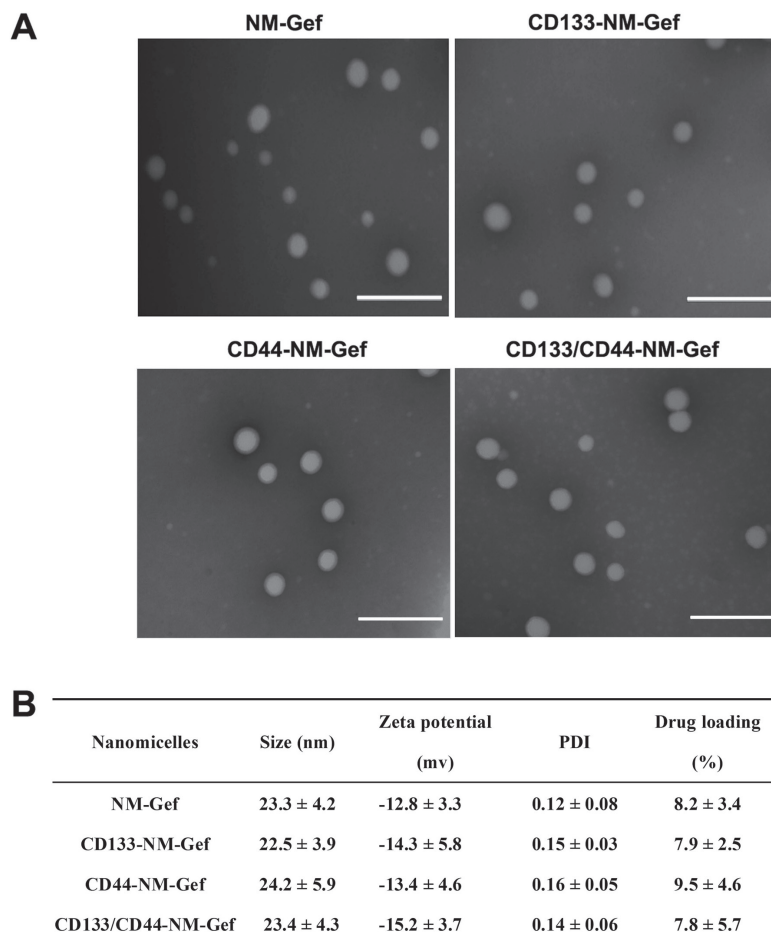 A
NM-Gef
CD133-NM-Gef
CD44-NM-Gef
CD133/CD44-NM-Gef
B
Nanomicelles Size (nm) Zeta potential (mv) PDI Drug loading (%)
NM-Gef 23.3 ± 4.2 -12.8 ± 3.3 0.12 ± 0.08 8.2 ± 3.4
CD133-NM-Gef 22.5 ± 3.9 -14.3 ± 5.8 0.15 ± 0.03 7.9 ± 2.5
CD44-NM-Gef 24.2 ± 5.9 -13.4 ± 4.6 0.16 ± 0.05 9.5 ± 4.6
CD133/CD44-NM-Gef 23.4 ± 4.3 -15.2 ± 3.7 0.14 ± 0.06 7.8 ± 5.7